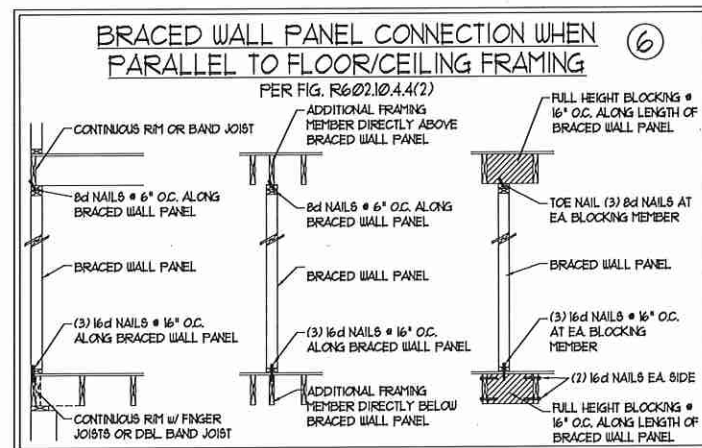 BRACED WALL PANEL CONNECTION WHEN
PARALLEL TO FLOOR/CEILING FRAMING
6
PER FIG. R602.10.4.4(2)
CONTINUOUS RIM OR BAND JOIST
8d NAILS @ 6" O.C. ALONG
BRACED WALL PANEL
BRACED WALL PANEL
(3) 16d NAILS @ 16" O.C.
ALONG BRACED WALL PANEL
CONTINUOUS RIM W/ FINGER
JOISTS OR DBL. BAND JOIST
ADDITIONAL FRAMING
MEMBER DIRECTLY ABOVE
BRACED WALL PANEL
8d NAILS @ 6" O.C. ALONG
BRACED WALL PANEL
BRACED WALL PANEL
(3) 16d NAILS @ 16" O.C.
ALONG BRACED WALL PANEL
ADDITIONAL FRAMING
MEMBER DIRECTLY BELOW
BRACED WALL PANEL
FULL HEIGHT BLOCKING @
16" O.C. ALONG LENGTH OF
BRACED WALL PANEL
TOE NAIL (3) 8d NAILS AT
EA. BLOCKING MEMBER
BRACED WALL PANEL
(3) 16d NAILS @ 16" O.C.
AT EA. BLOCKING
MEMBER
(2) 16d NAILS EA. SIDE
FULL HEIGHT BLOCKING @
16" O.C. ALONG LENGTH OF
BRACED WALL PANEL